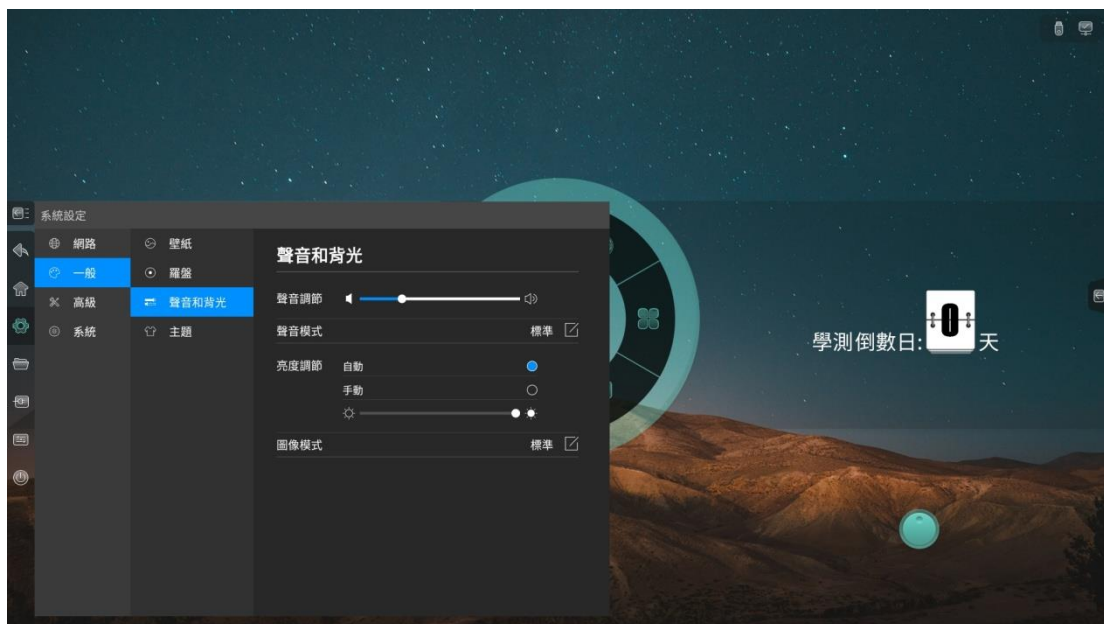 系統設定
網路
一般
高級
系統
壁紙
羅盤
聲音和背光
主題
聲音和背光
聲音調節
聲音模式 標準
亮度調節 自動
手動
圖像模式 標準
學測倒數日: 0 天